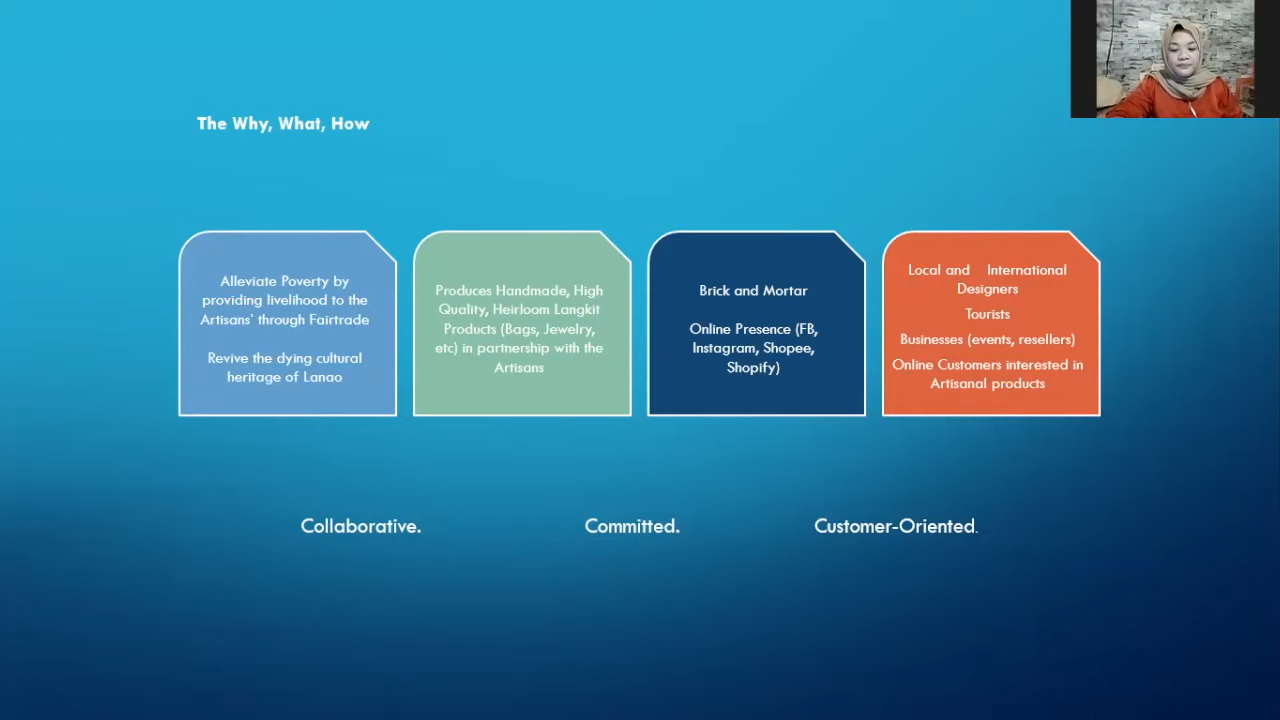 The Why, What, How
Alleviate Poverty by
providing livelihood to the
Artisans' through Fairtrade
Revive the dying cultural
heritage of Lanao
Produces Handmade, High
Quality, Heirloom Langkit
Products (Bags, Jewelry,
etc) in partnership with the
Artisans
Brick and Mortar
Online Presence (FB,
Instagram, Shopee,
Shopify)
Local and International
Designers
Tourists
Businesses (events, resellers)
Online Customers interested in
Artisanal products
Collaborative.
Committed.
Customer-Oriented.